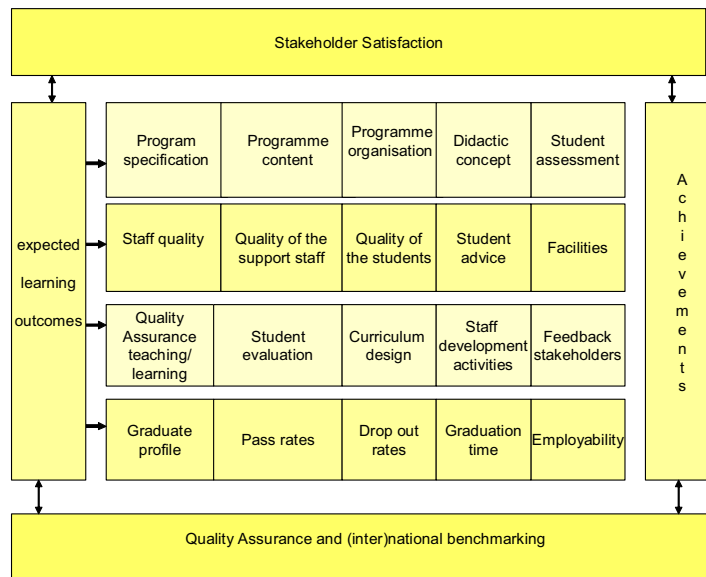 Stakeholder Satisfaction
expected
learning
outcomes
Program
specification
Programme
content
Programme
organisation
Didactic
concept
Student
assessment
Staff quality
Quality of the
support staff
Quality of
the students
Student
advice
Facilities
Quality
Assurance
teaching/
learning
Student
evaluation
Curriculum
design
Staff
development
activities
Feedback
stakeholders
Graduate
profile
Pass rates
Drop out
rates
Graduation
time
Employability
A
c
h
i
e
v
e
m
e
n
t
s
Quality Assurance and (inter)national benchmarking